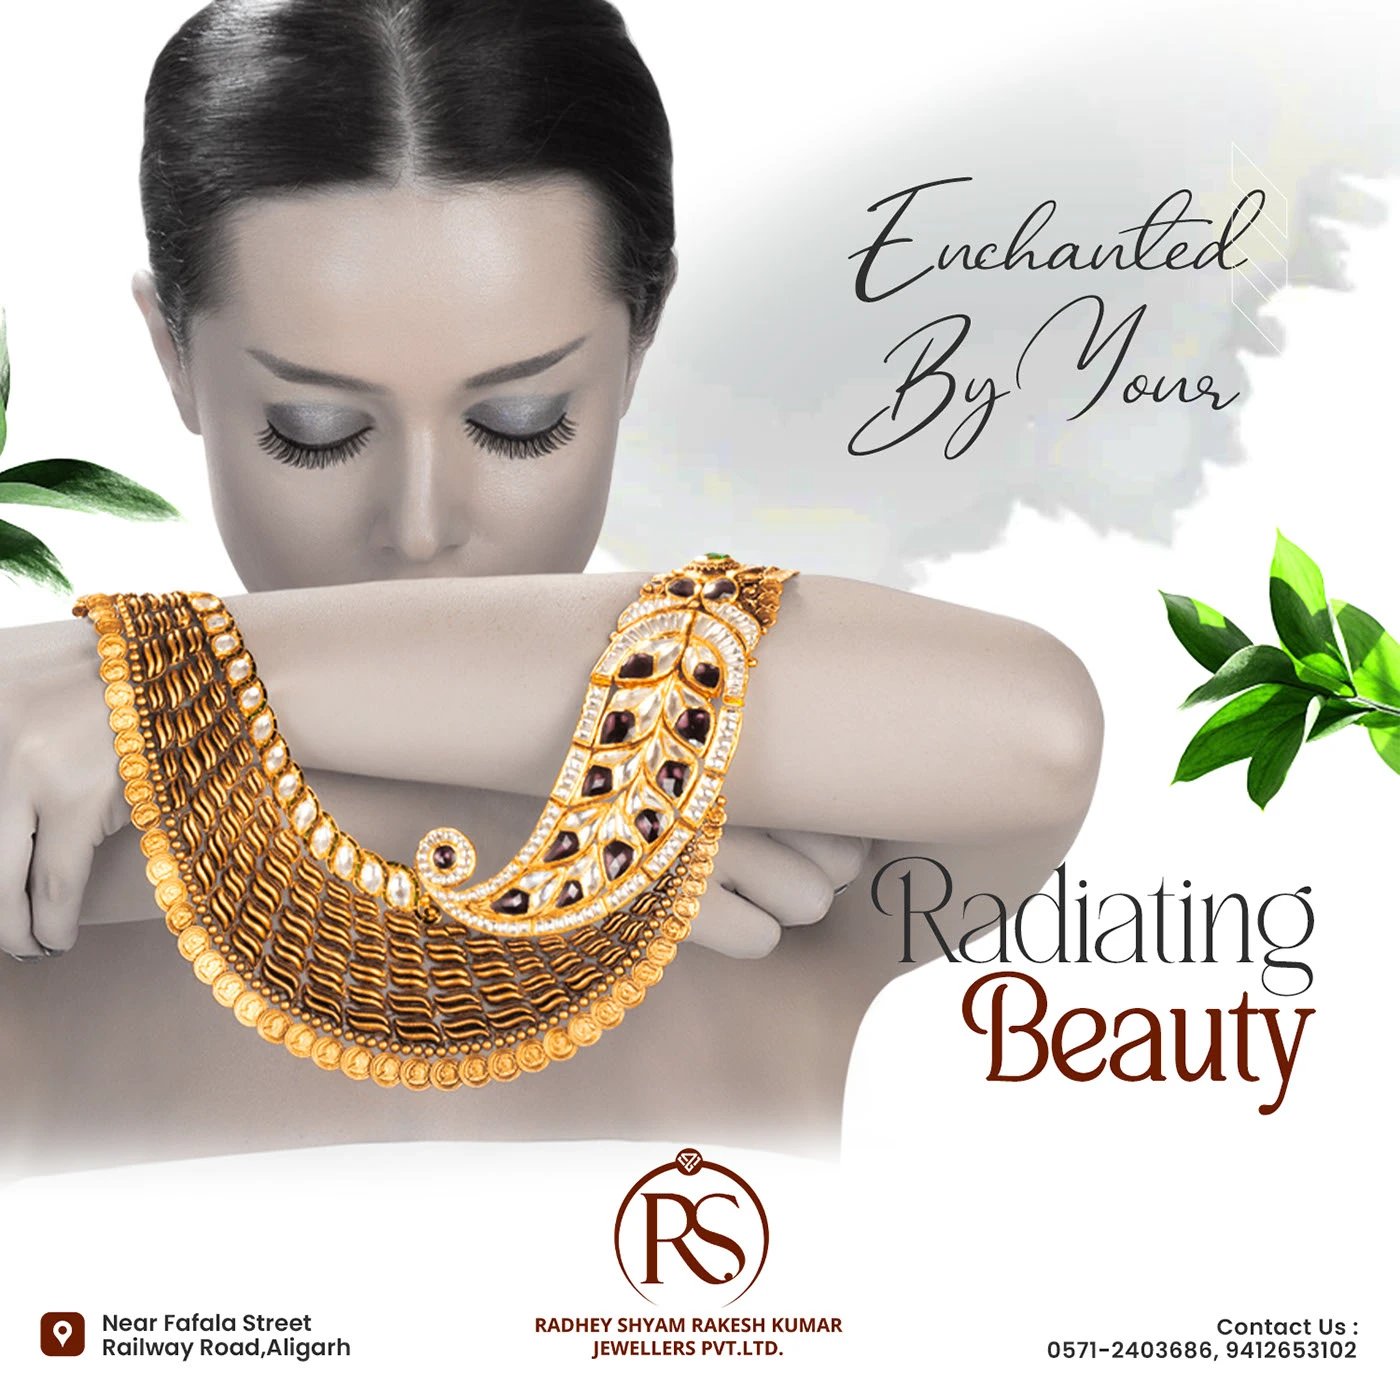 Enchanted
By Your
Radiating
Beauty
RS
RADHEY SHYAM RAKESH KUMAR
JEWELLERS PVT.LTD.
Near Fafala Street
Railway Road,Aligarh
Contact Us :
0571-2403686, 9412653102